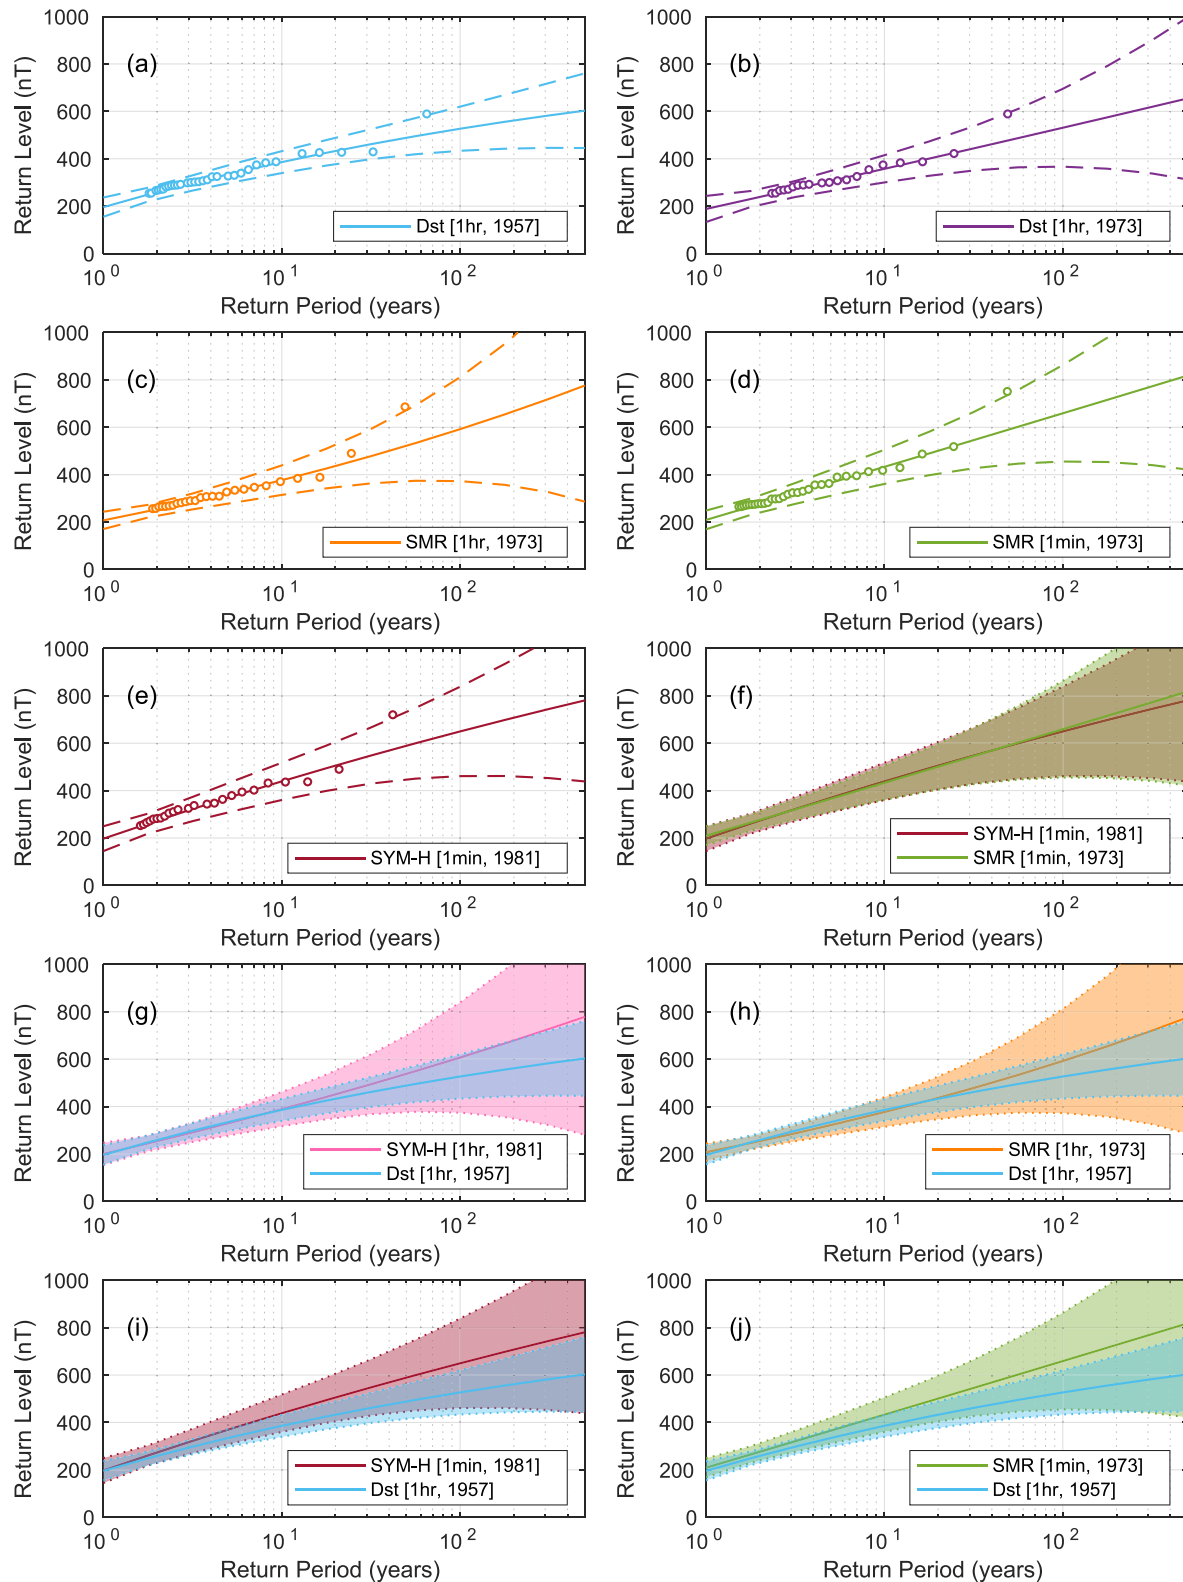 1000
800
600
400
200
0
Return Level (nT)
(a)
Dst [1hr, 1957]
10^0 10^1 10^2
Return Period (years)
1000
800
600
400
200
0
Return Level (nT)
(b)
Dst [1hr, 1973]
10^0 10^1 10^2
Return Period (years)
1000
800
600
400
200
0
Return Level (nT)
(c)
SMR [1hr, 1973]
10^0 10^1 10^2
Return Period (years)
1000
800
600
400
200
0
Return Level (nT)
(d)
SMR [1min, 1973]
10^0 10^1 10^2
Return Period (years)
1000
800
600
400
200
0
Return Level (nT)
(e)
SYM-H [1min, 1981]
10^0 10^1 10^2
Return Period (years)
1000
800
600
400
200
0
Return Level (nT)
(f)
SYM-H [1min, 1981]
SMR [1min, 1973]
10^0 10^1 10^2
Return Period (years)
1000
800
600
400
200
0
Return Level (nT)
(g)
SYM-H [1hr, 1981]
Dst [1hr, 1957]
10^0 10^1 10^2
Return Period (years)
1000
800
600
400
200
0
Return Level (nT)
(h)
SMR [1hr, 1973]
Dst [1hr, 1957]
10^0 10^1 10^2
Return Period (years)
1000
800
600
400
200
0
Return Level (nT)
(i)
SYM-H [1min, 1981]
Dst [1hr, 1957]
10^0 10^1 10^2
Return Period (years)
1000
800
600
400
200
0
Return Level (nT)
(j)
SMR [1min, 1973]
Dst [1hr, 1957]
10^0 10^1 10^2
Return Period (years)